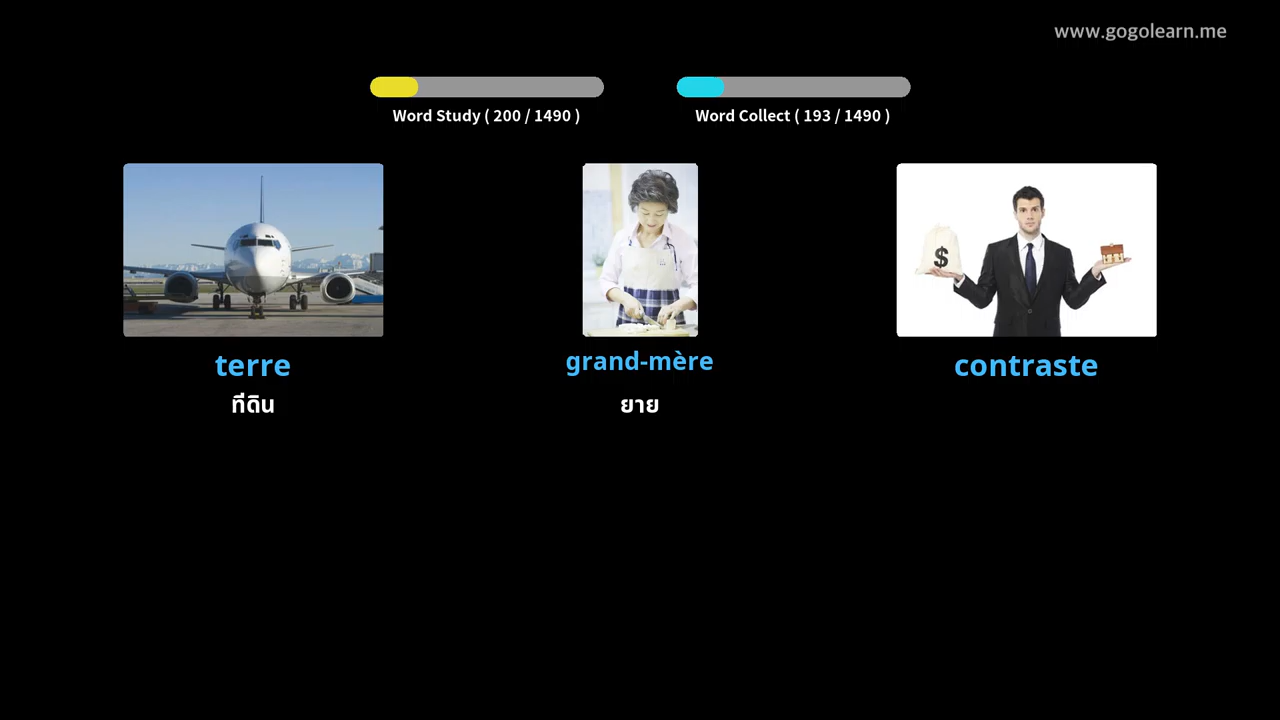 www.gogolearn.me
Word Study ( 200 / 1490 )
Word Collect ( 193 / 1490 )
$
terre
grand-mère
contraste
ที่ดิน
ยาย